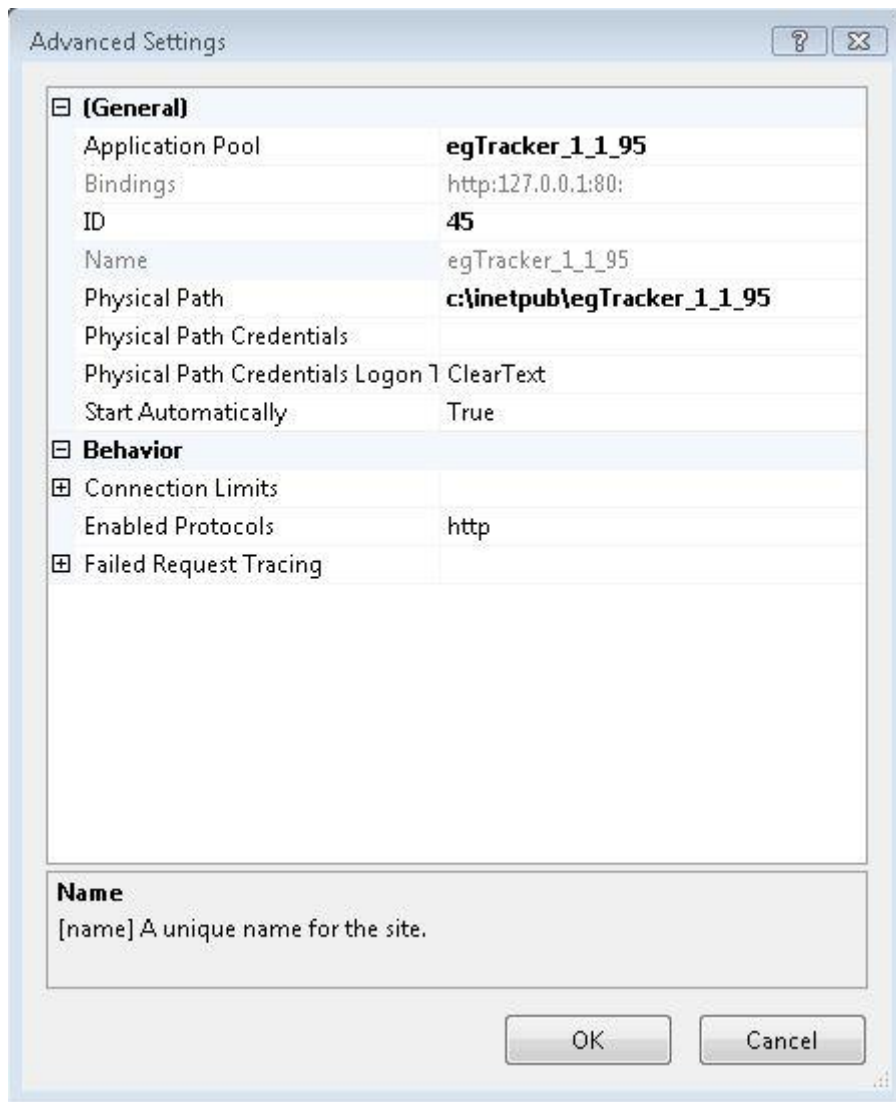 Advanced Settings
(General)
Application Pool egTracker_1_1_95
Bindings http:127.0.0.1:80:
ID 45
Name egTracker_1_1_95
Physical Path c:\inetpub\egTracker_1_1_95
Physical Path Credentials
Physical Path Credentials Logon ClearText
Start Automatically True
Behavior
Connection Limits
Enabled Protocols http
Failed Request Tracing
Name
[name] A unique name for the site.
OK Cancel